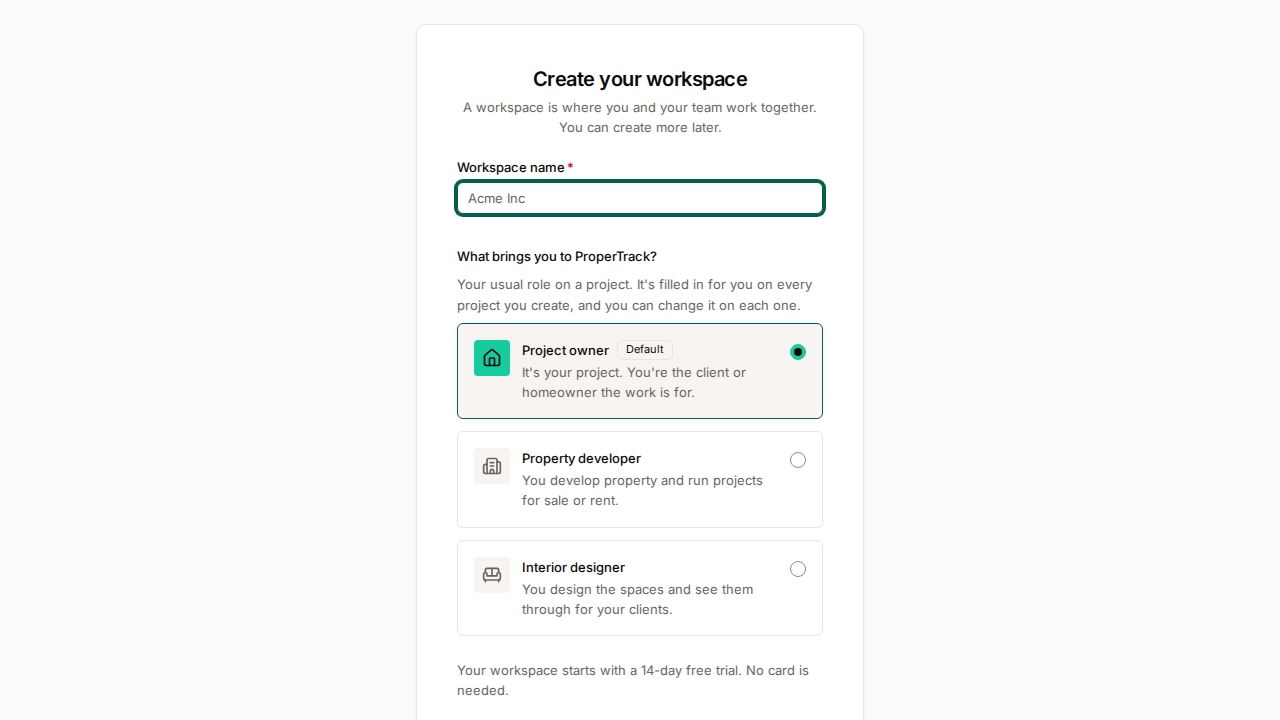 Create your workspace
A workspace is where you and your team work together.
You can create more later.
Workspace name *
Acme Inc
What brings you to ProperTrack?
Your usual role on a project. It's filled in for you on every
project you create, and you can change it on each one.
Project owner Default
It's your project. You're the client or
homeowner the work is for.
Property developer
You develop property and run projects
for sale or rent.
Interior designer
You design the spaces and see them
through for your clients.
Your workspace starts with a 14-day free trial. No card is
needed.